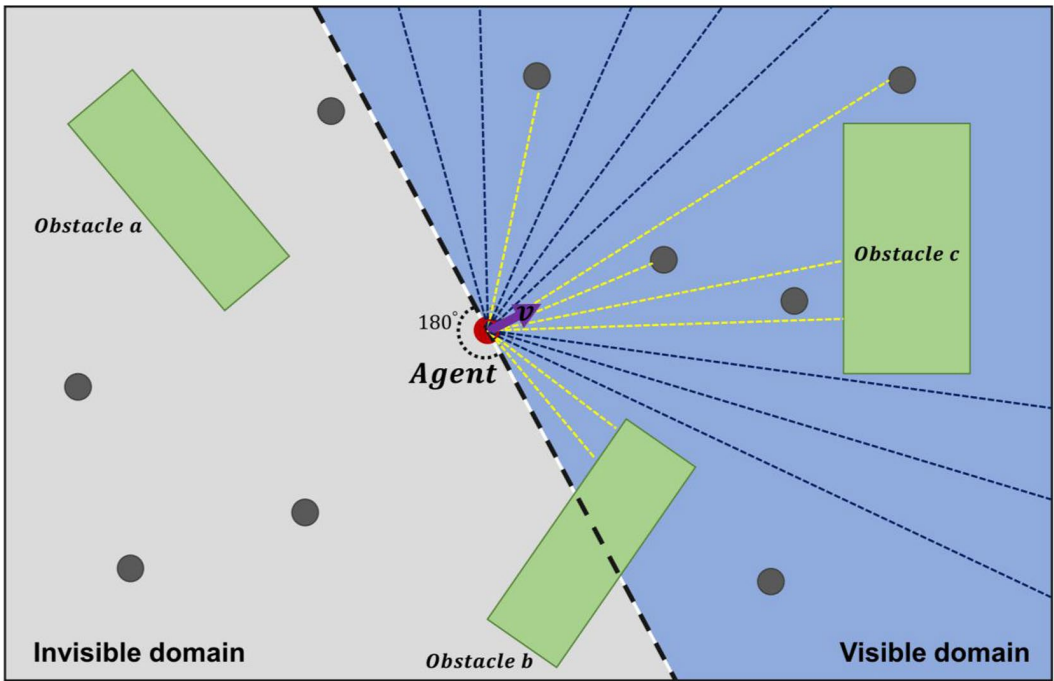 Obstacle a
Obstacle c
v
180°
Agent
Invisible domain
Obstacle b
Visible domain